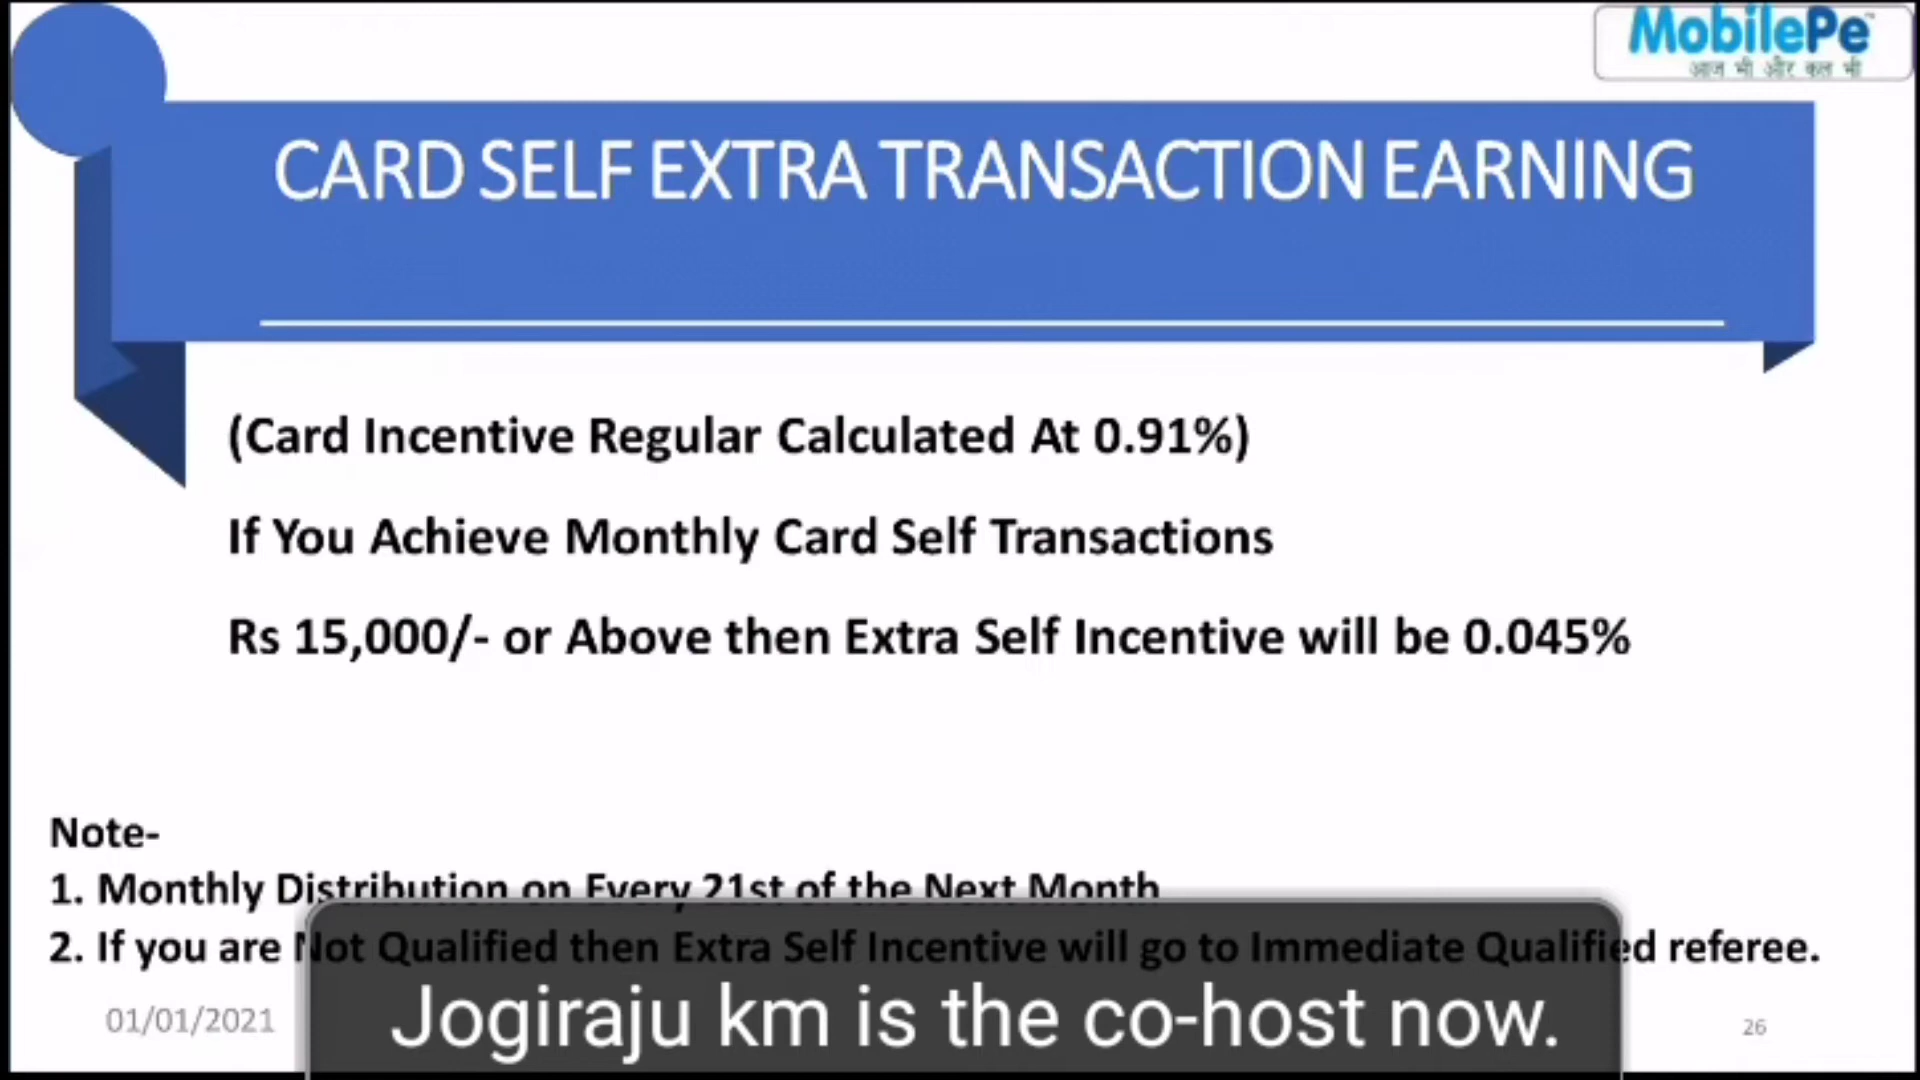 MobilePe
आज भी और कल भी
CARD SELF EXTRA TRANSACTION EARNING
(Card Incentive Regular Calculated At 0.91%)
If You Achieve Monthly Card Self Transactions
Rs 15,000/- or Above then Extra Self Incentive will be 0.045%
Note-
1. Monthly Distribution on Every 21st of the Next Month
2. If you are Not Qualified then Extra Self Incentive will go to Immediate Qualified referee.
Jogiraju km is the co-host now.
01/01/2021
26